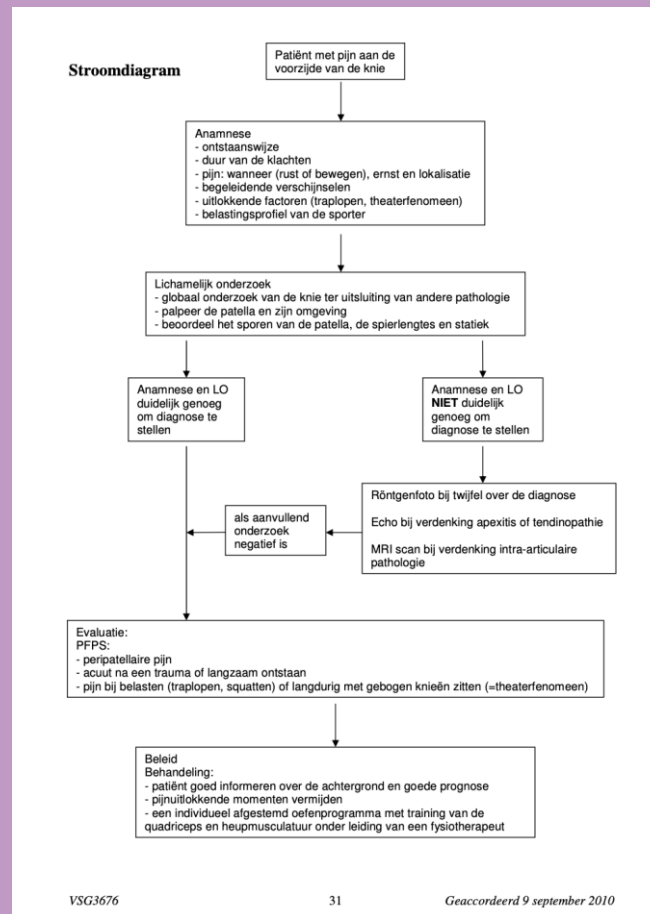 Stroomdiagram
Patiënt met pijn aan de
voorzijde van de knie
Anamnese
- ontstaanswijze
- duur van de klachten
- pijn: wanneer (rust of bewegen), ernst en lokalisatie
- begeleidende verschijnselen
- uitlokkende factoren (traplopen, theaterfenomeen)
- belastingsprofiel van de sporter
Lichamelijk onderzoek
- globaal onderzoek van de knie ter uitsluiting van andere pathologie
- palpeer de patella en zijn omgeving
- beoordeel het sporen van de patella, de spierlengtes en statiek
Anamnese en LO
duidelijk genoeg
om diagnose te
stellen
Anamnese en LO
NIET duidelijk
genoeg om
diagnose te stellen
Röntgenfoto bij twijfel over de diagnose
Echo bij verdenking apexitis of tendinopathie
MRI scan bij verdenking intra-articulaire
pathologie
als aanvullend
onderzoek
negatief is
Evaluatie:
PFPS:
- peripatellaire pijn
- acuut na een trauma of langzaam ontstaan
- pijn bij belasten (traplopen, squatten) of langdurig met gebogen knieën zitten (=theaterfenomeen)
Beleid
Behandeling:
- patiënt goed informeren over de achtergrond en goede prognose
- pijnuitlokkende momenten vermijden
- een individueel afgestemd oefenprogramma met training van de
quadriceps en heupmusculatuur onder leiding van een fysiotherapeut
VSG3676 31 Geaccordeerd 9 september 2010